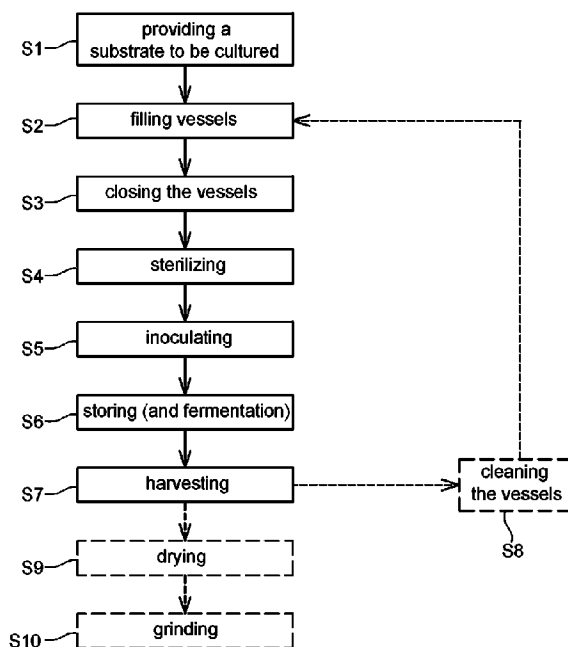 S1
providing a
substrate to be cultured
S2
filling vessels
S3
closing the vessels
S4
sterilizing
S5
inoculating
S6
storing (and fermentation)
S7
harvesting
cleaning
the vessels
S8
S9
drying
S10
grinding